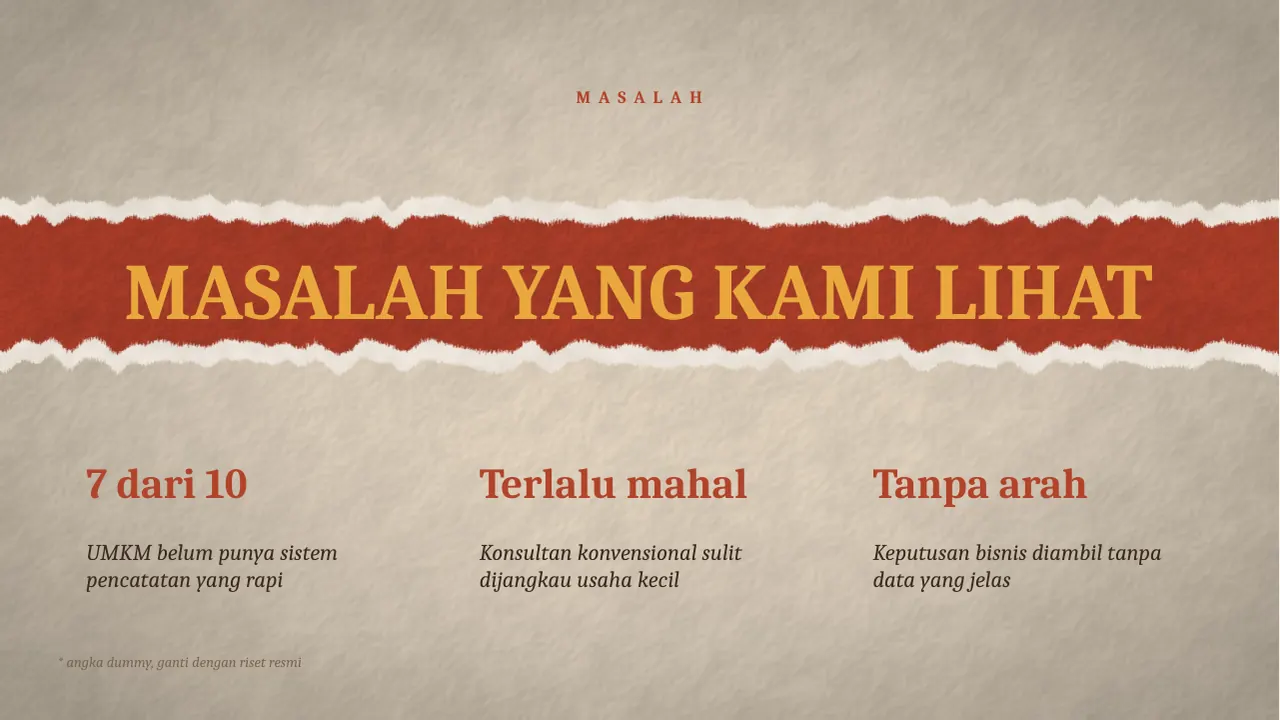 MASALAH
MASALAH YANG KAMI LIHAT
7 dari 10
UMKM belum punya sistem
pencatatan yang rapi
Terlalu mahal
Konsultan konvensional sulit
dijangkau usaha kecil
Tanpa arah
Keputusan bisnis diambil tanpa
data yang jelas
* angka dummy, ganti dengan riset resmi